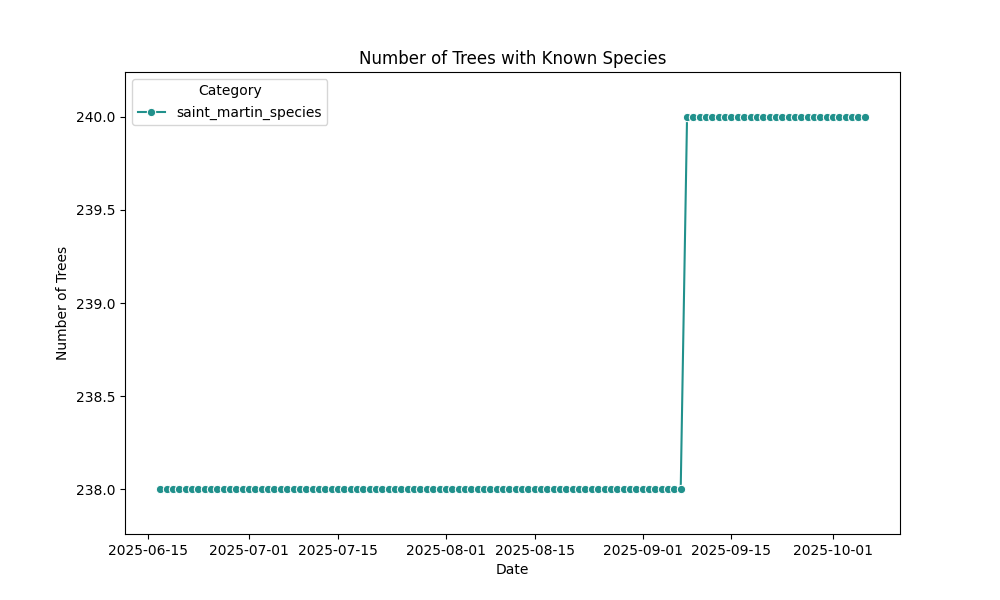 Number of Trees with Known Species
Category
saint_martin_species
240.0
239.5
239.0
238.5
238.0
Number of Trees
2025-06-15 2025-07-01 2025-07-15 2025-08-01 2025-08-15 2025-09-01 2025-09-15 2025-10-01
Date